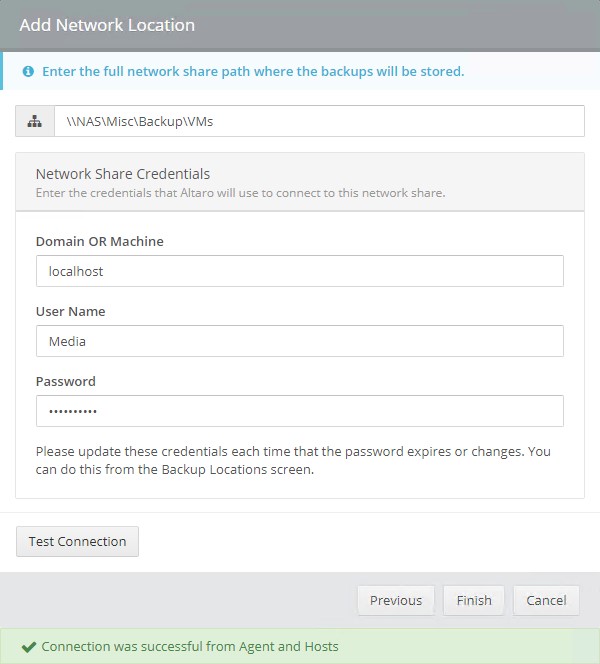 Add Network Location
Enter the full network share path where the backups will be stored.
\\NAS\Misc\Backup\VMs
Network Share Credentials
Enter the credentials that Altaro will use to connect to this network share.
Domain OR Machine
localhost
User Name
Media
Password
••••••••••
Please update these credentials each time that the password expires or changes. You
can do this from the Backup Locations screen.
Test Connection
Previous Finish Cancel
Connection was successful from Agent and Hosts